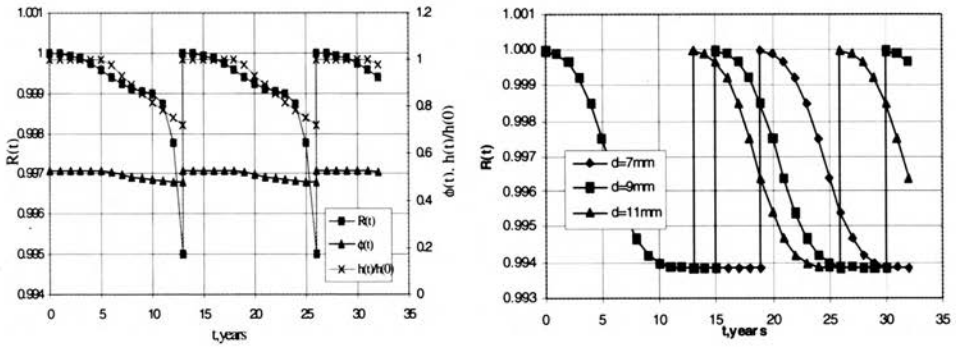 1.001
1
0.999
0.998
0.997
0.996
0.995
0.994
R(t)
1.2
1
0.8
0.6
0.4
0.2
0
ϕ(t), h(t)/h(0)
R(t)
ϕ(t)
h(t)/h(0)
0 5 10 15 20 25 30 35
t,years
1.001
1.000
0.999
0.998
0.997
0.996
0.995
0.994
0.993
R(t)
d=7mm
d=9mm
d=11mm
0 5 10 15 20 25 30 35
t,years